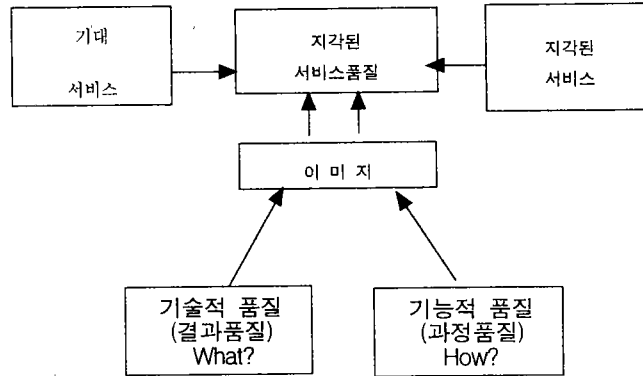 기대
서비스
지각된
서비스품질
지각된
서비스
이 미 지
기술적 품질
(결과품질)
What?
기능적 품질
(과정품질)
How?